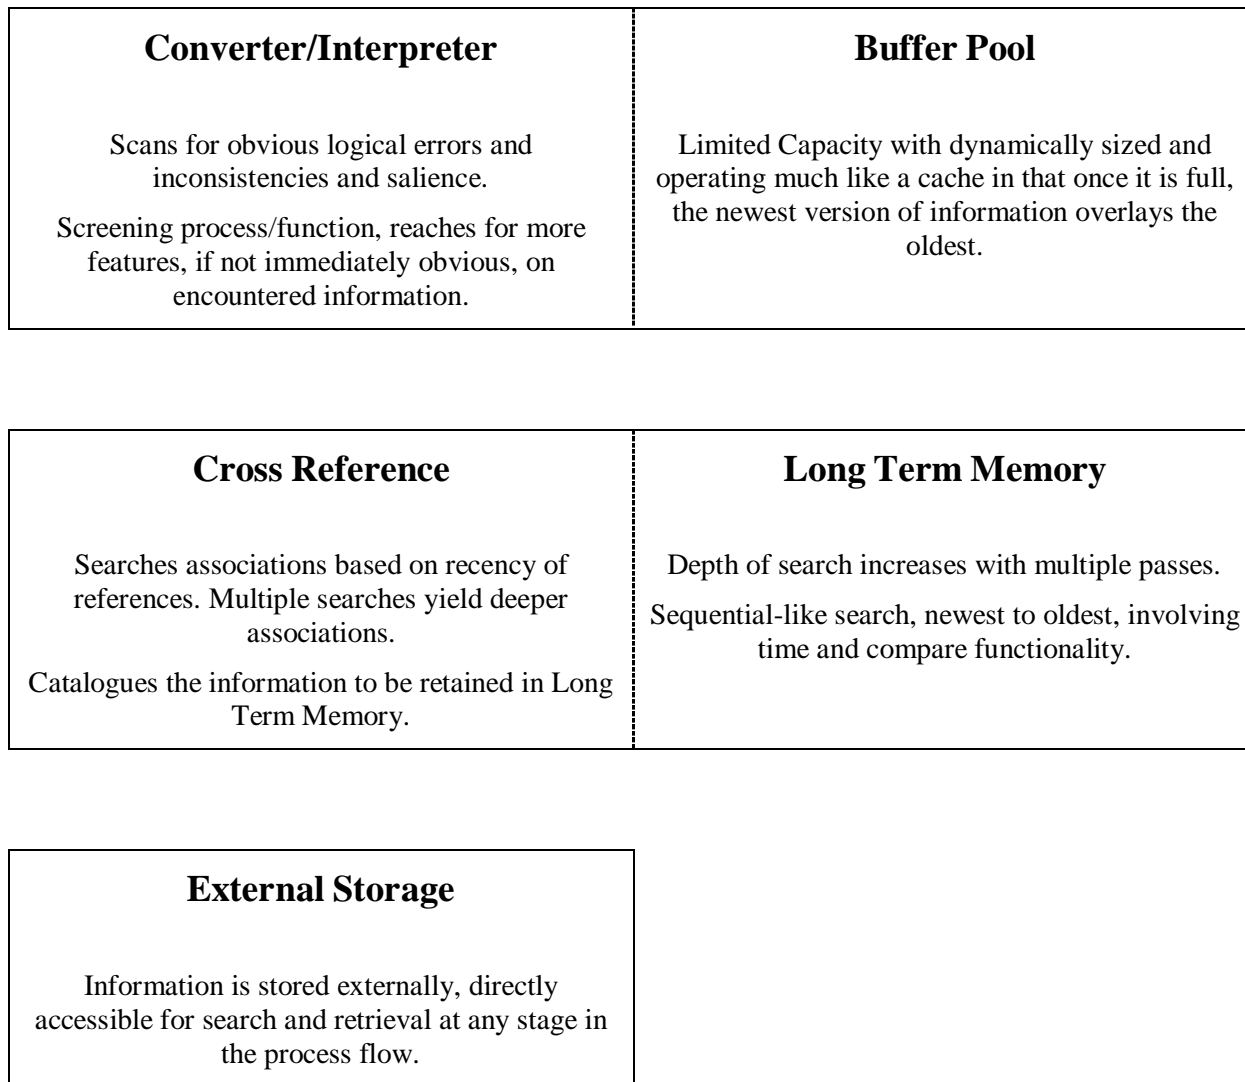 Converter/Interpreter
Scans for obvious logical errors and
inconsistencies and salience.
Screening process/function, reaches for more
features, if not immediately obvious, on
encountered information.
Buffer Pool
Limited Capacity with dynamically sized and
operating much like a cache in that once it is full,
the newest version of information overlays the
oldest.
Cross Reference
Searches associations based on recency of
references. Multiple searches yield deeper
associations.
Catalogues the information to be retained in Long
Term Memory.
Long Term Memory
Depth of search increases with multiple passes.
Sequential-like search, newest to oldest, involving
time and compare functionality.
External Storage
Information is stored externally, directly
accessible for search and retrieval at any stage in
the process flow.